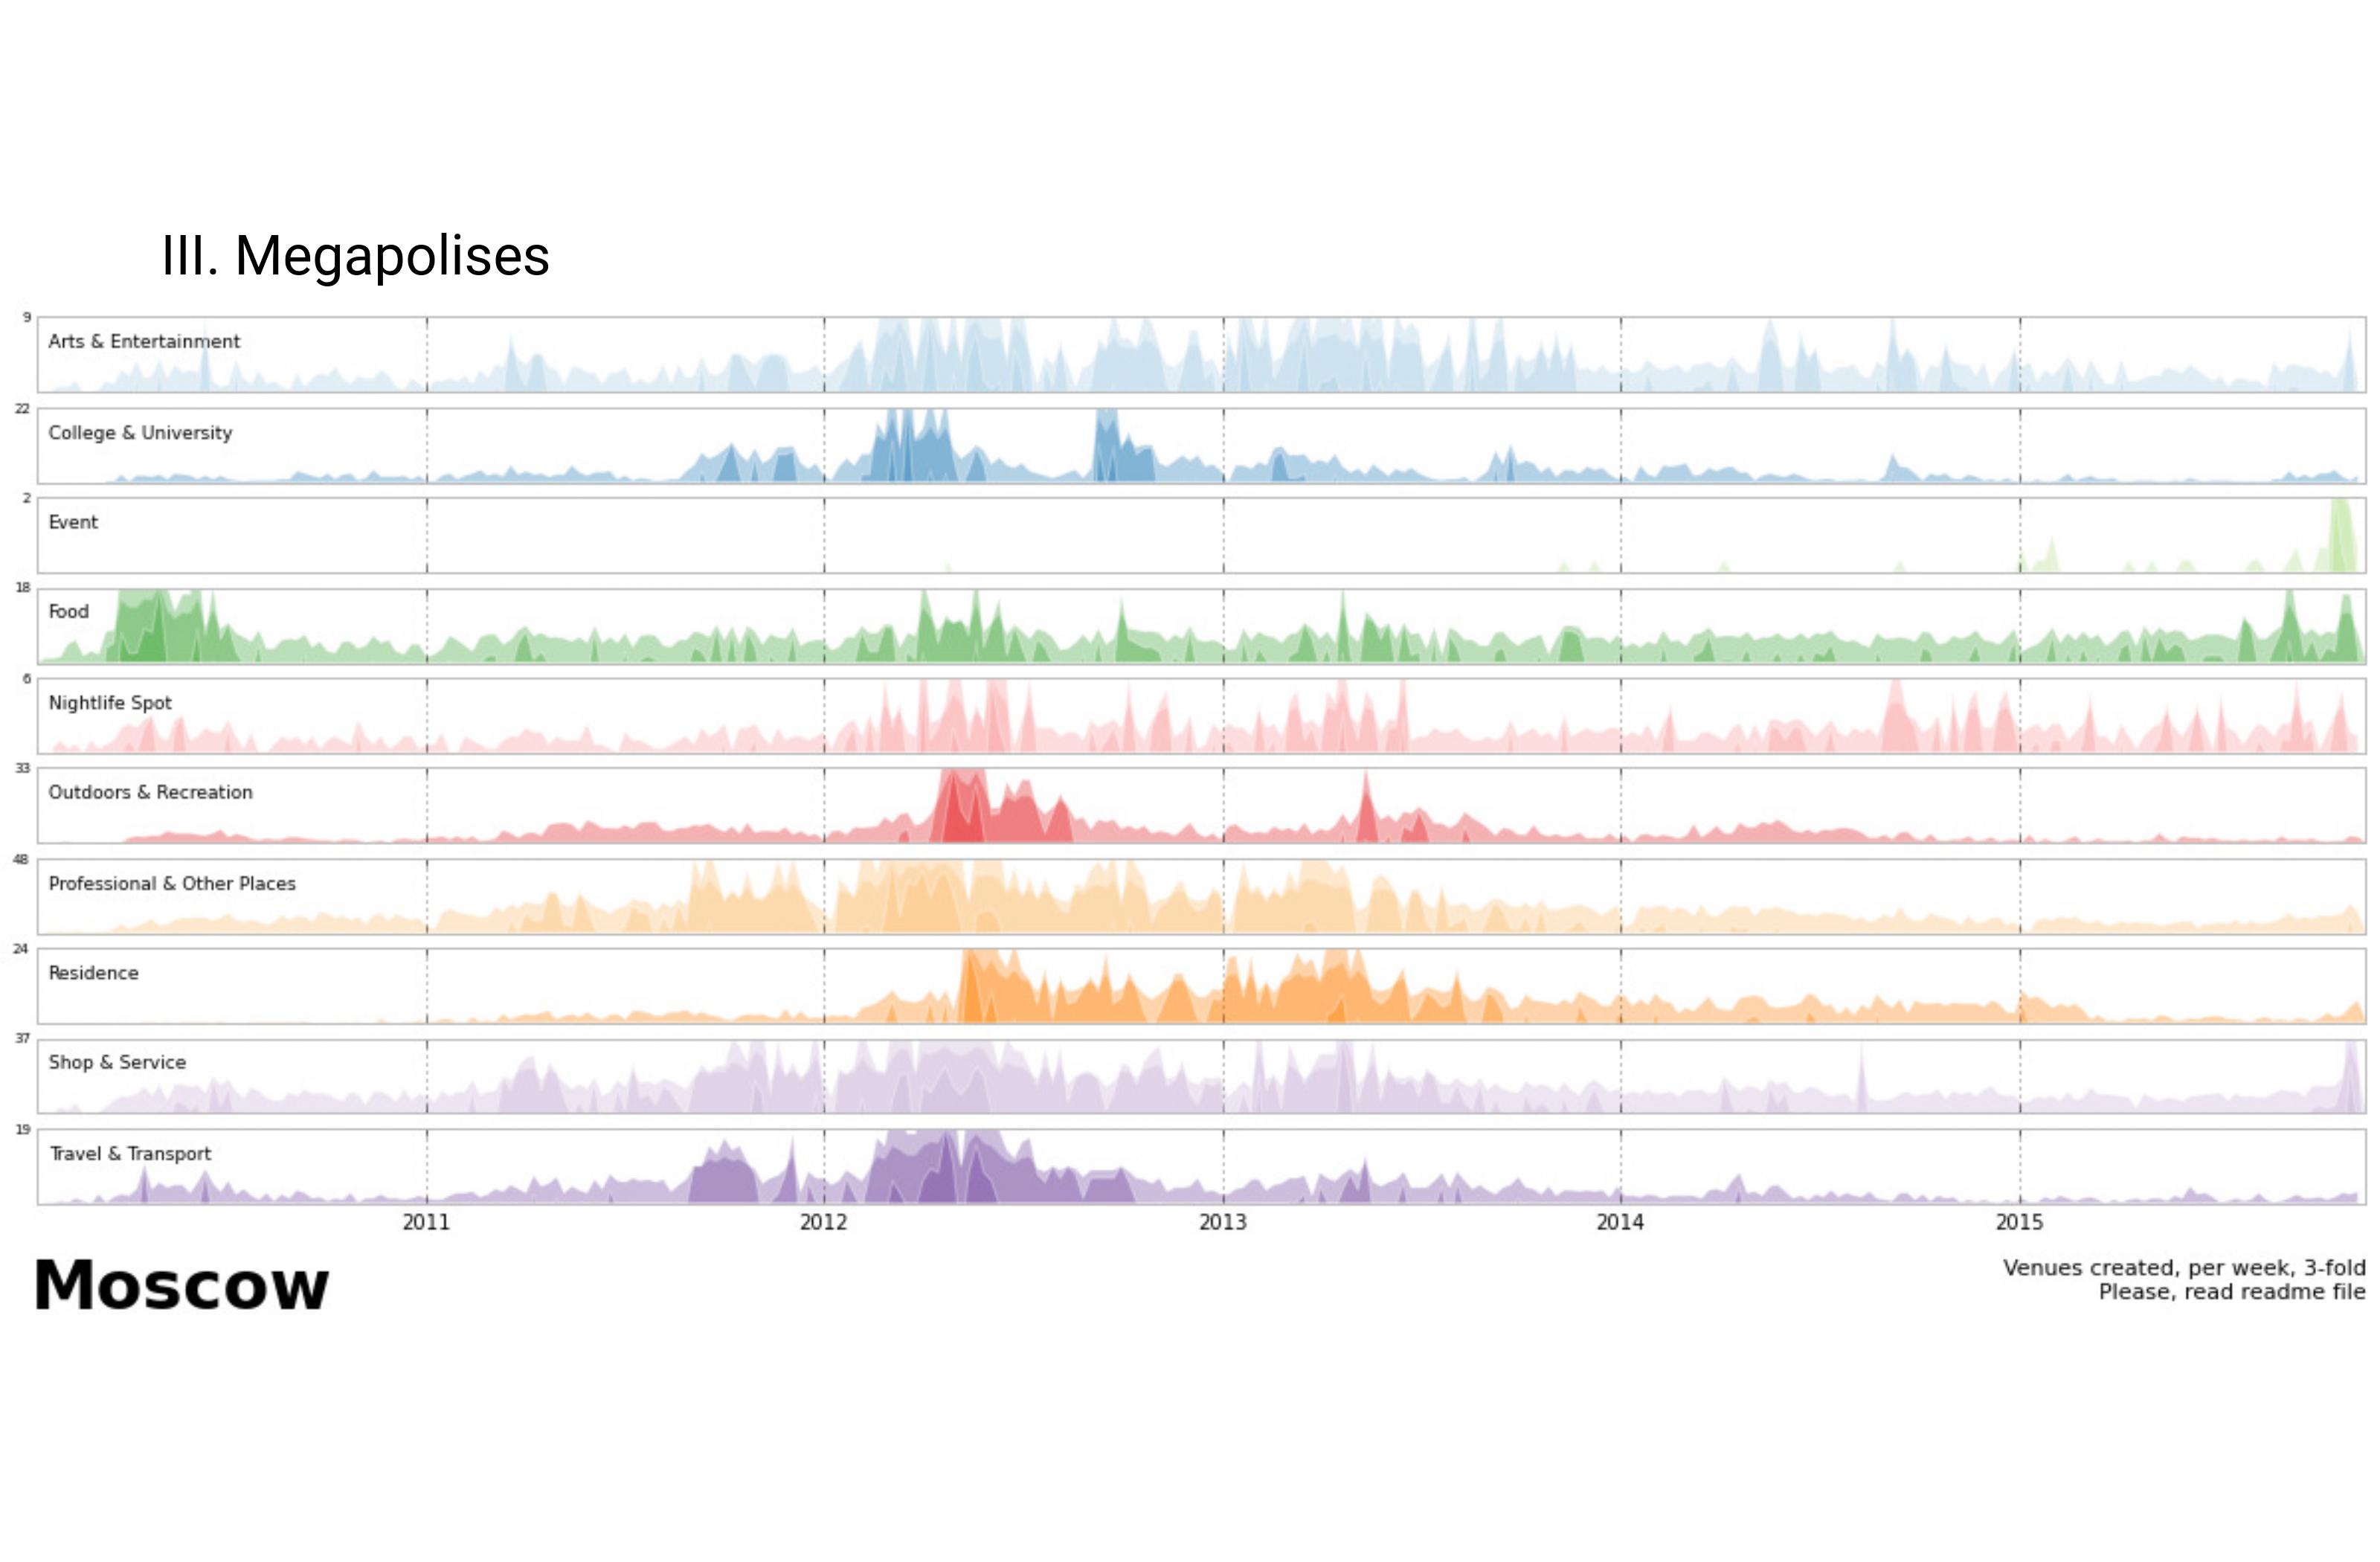 III. Megapolises
9
Arts & Entertainment
22
College & University
2
Event
18
Food
6
Nightlife Spot
33
Outdoors & Recreation
48
Professional & Other Places
24
Residence
37
Shop & Service
19
Travel & Transport
2011 2012 2013 2014 2015
Moscow
Venues created, per week, 3-fold
Please, read readme file